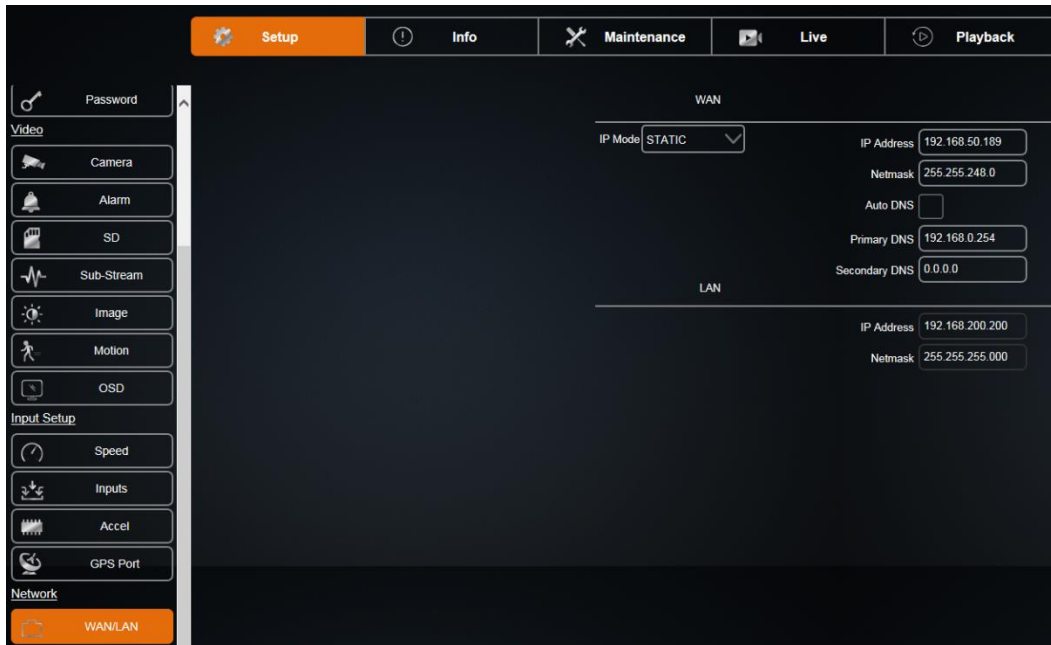 Setup
Info
Maintenance
Live
Playback
Password
Video
Camera
Alarm
SD
Sub-Stream
Image
Motion
OSD
Input Setup
Speed
Inputs
Accel
GPS Port
Network
WAN/LAN
WAN
IP Mode STATIC
IP Address 192.168.50.189
Netmask 255.255.248.0
Auto DNS
Primary DNS 192.168.0.254
Secondary DNS 0.0.0.0
LAN
IP Address 192.168.200.200
Netmask 255.255.255.000